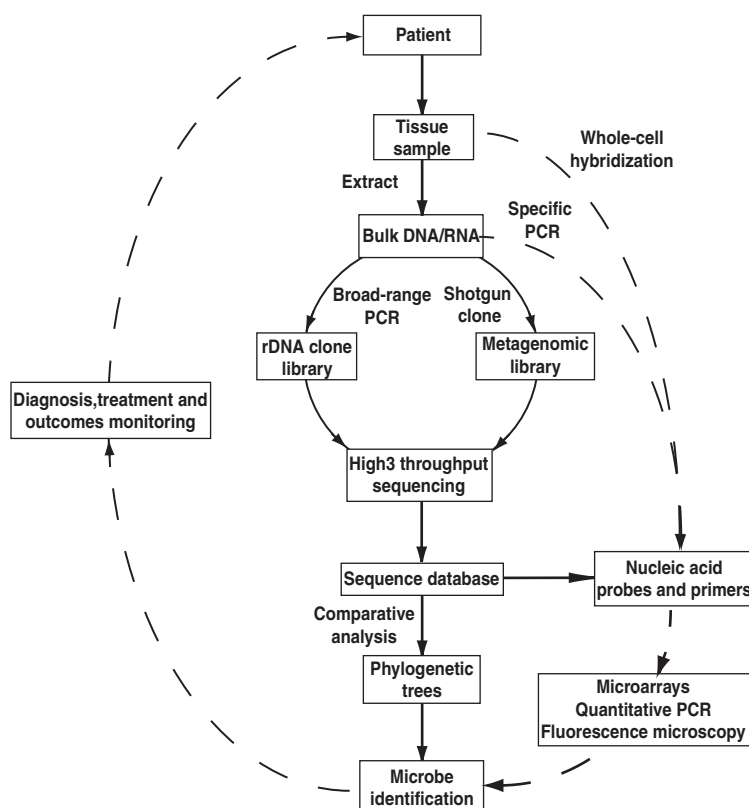 Patient
Tissue
sample
Whole-cell
hybridization
Extract
Specific
PCR
Bulk DNA/RNA
Broad-range
PCR
Shotgun
clone
rDNA clone
library
Metagenomic
library
Diagnosis,treatment and
outcomes monitoring
High3 throughput
sequencing
Sequence database
Nucleic acid
probes and primers
Comparative
analysis
Phylogenetic
trees
Microarrays
Quantitative PCR
Fluorescence microscopy
Microbe
identification